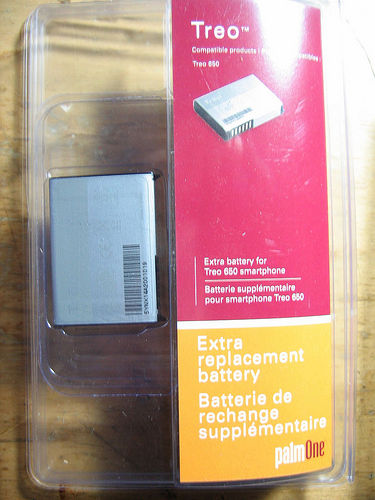 Treo™
Compatible products
Treo 650
Extra battery for
Treo 650 smartphone
Batterie supplémentaire
pour smartphone Treo 650
Extra
replacement
battery
Batterie de
rechange
supplémentaire
palmOne